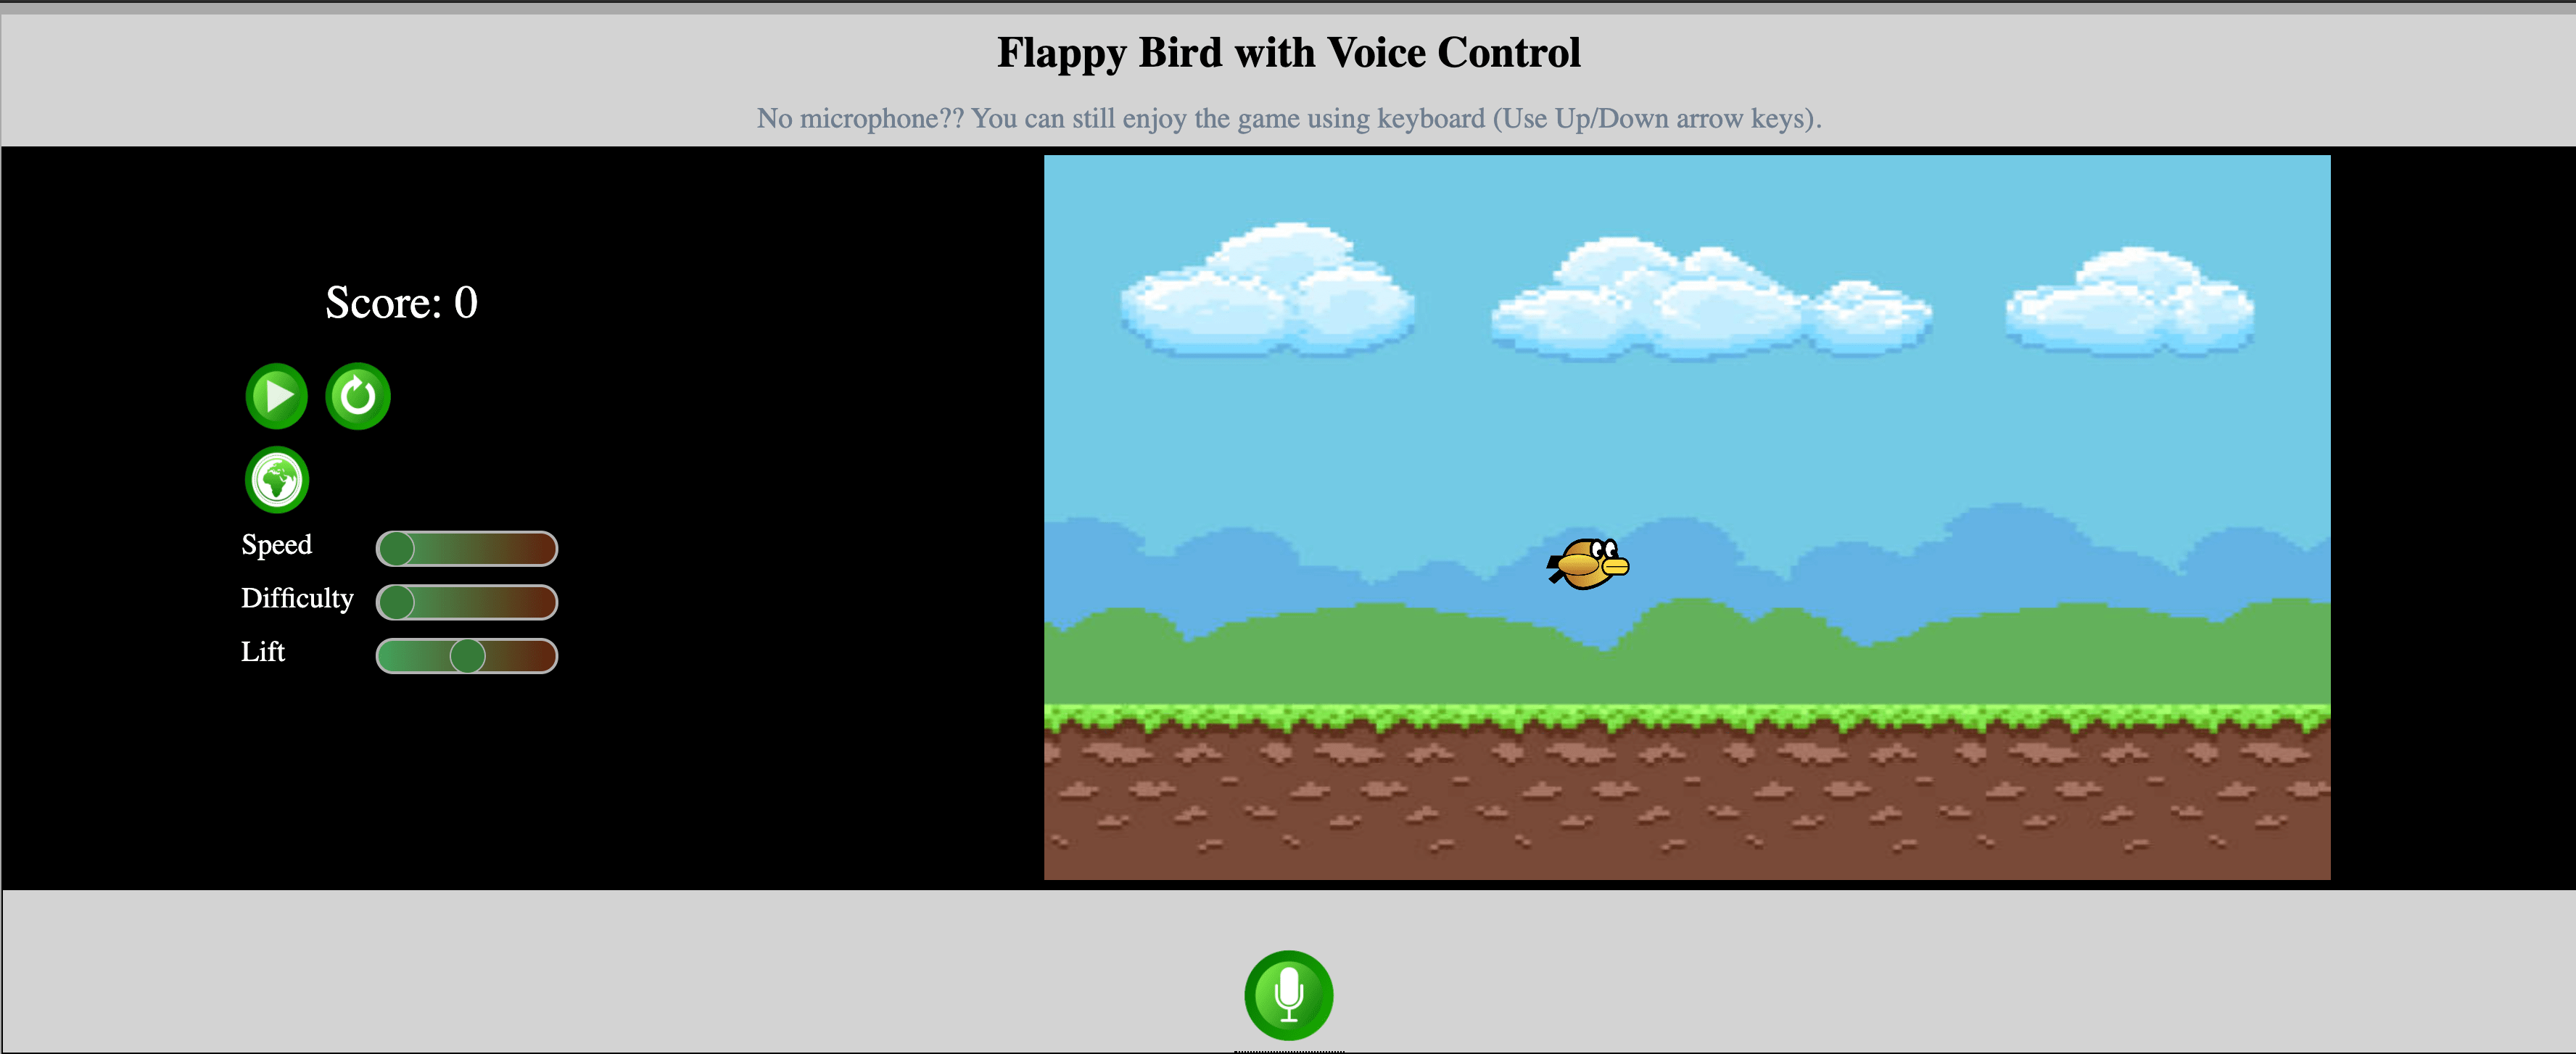 Flappy Bird with Voice Control
No microphone?? You can still enjoy the game using keyboard (Use Up/Down arrow keys).
Score: 0
Speed
Difficulty
Lift